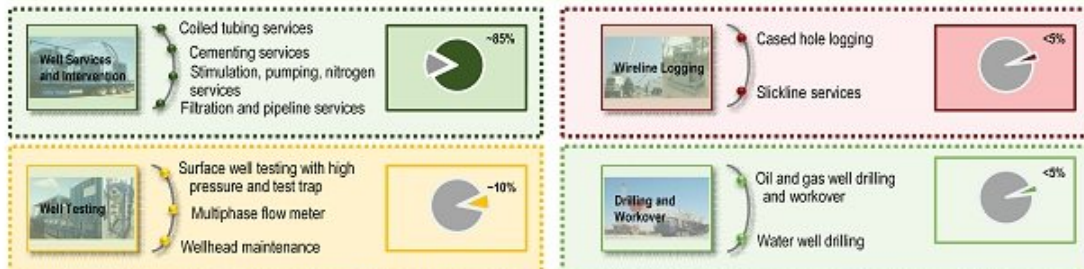 Well Services
and Intervention
Coiled tubing services
Cementing services
Stimulation, pumping, nitrogen
services
Filtration and pipeline services
~85%
Wireline Logging
Cased hole logging
Slickline services
<5%
Well Testing
Surface well testing with high
pressure and test trap
Multiphase flow meter
Wellhead maintenance
~10%
Drilling and
Workover
Oil and gas well drilling
and workover
Water well drilling
<5%